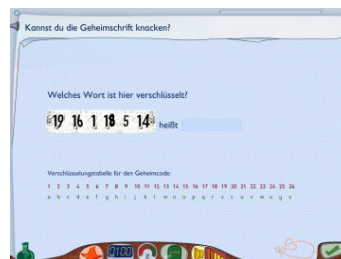 Kannst du die Geheimschrift knacken?
Welches Wort ist hier verschlüsselt?
19 16 1 18 5 14 heißt
Verschlüsselungstabelle für den Geheimcode:
1 2 3 4 5 6 7 8 9 10 11 12 13 14 15 16 17 18 19 20 21 22 23 24 25 26
a b c d e f g h i j k l m n o p q r s t u v w x y z